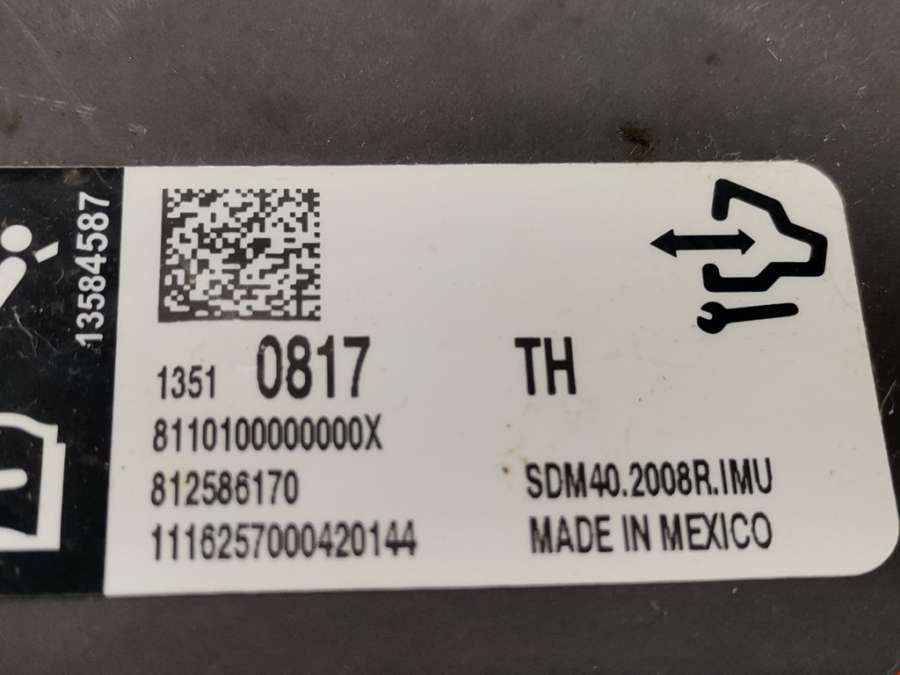 13584587
1351 0817 TH
8110100000000X
812586170
SDM40.2008R.IMU
1116257000420144
MADE IN MEXICO